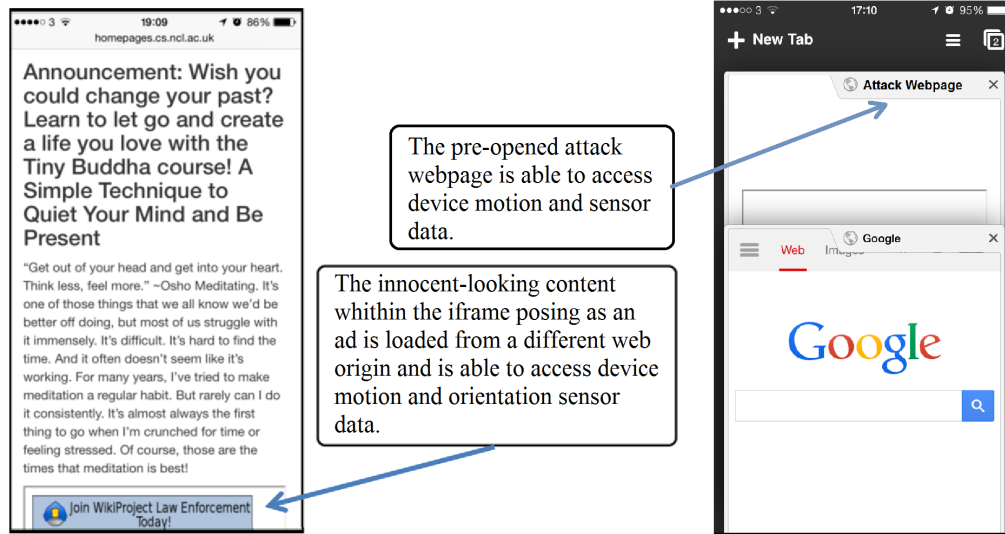 3 19:09 86%
homepages.cs.ncl.ac.uk
Announcement: Wish you
could change your past?
Learn to let go and create
a life you love with the
Tiny Buddha course! A
Simple Technique to
Quiet Your Mind and Be
Present
“Get out of your head and get into your heart.
Think less, feel more.” ~Osho Meditating. It’s
one of those things that we all know we’d be
better off doing, but most of us struggle with
it immensely. It’s difficult. It’s hard to find the
time. And it often doesn’t seem like it’s
working. For many years, I’ve tried to make
meditation a regular habit. But rarely can I do
it consistently. It’s almost always the first
thing to go when I’m crunched for time or
feeling stressed. Of course, those are the
times that meditation is best!
Join WikiProject Law Enforcement
Today!
The pre-opened attack
webpage is able to access
device motion and sensor
data.
The innocent-looking content
whithin the iframe posing as an
ad is loaded from a different web
origin and is able to access device
motion and orientation sensor
data.
3 17:10 95%
New Tab
2
Attack Webpage
Google
Web Images
Google